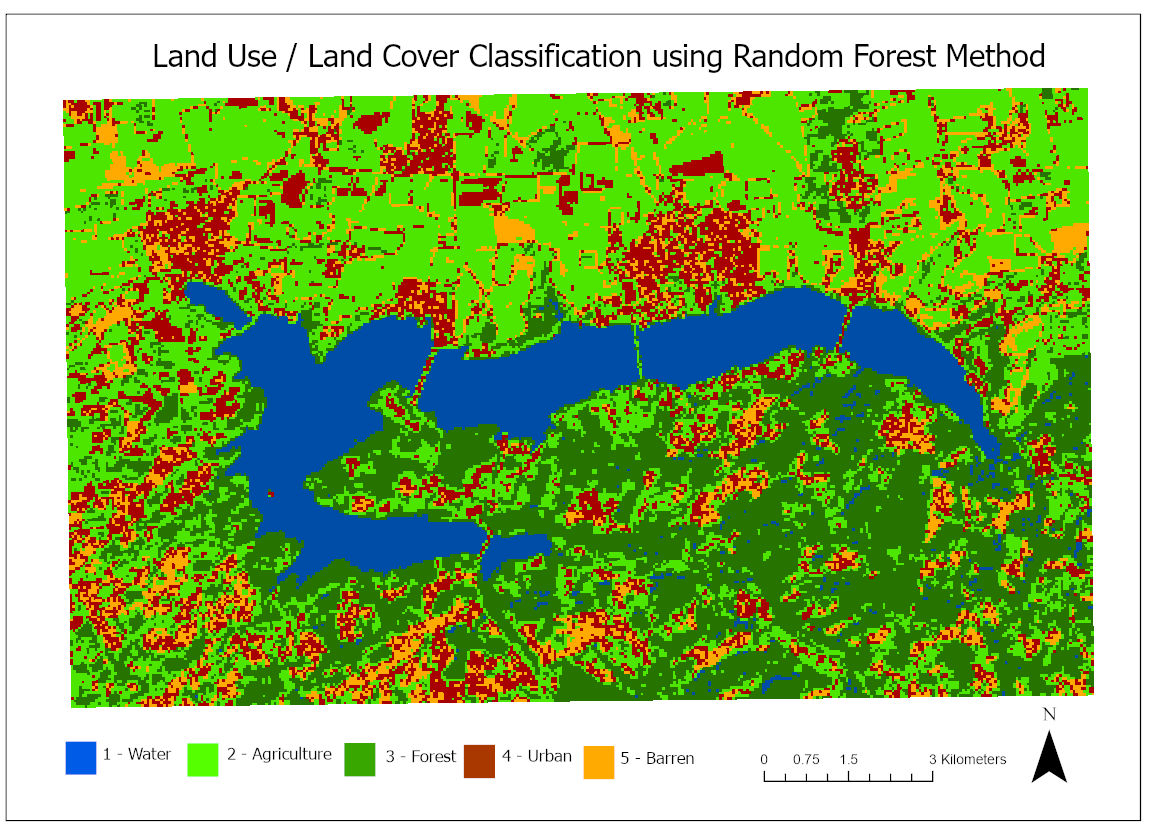 Land Use / Land Cover Classification using Random Forest Method
N
1 - Water 2 - Agriculture 3 - Forest 4 - Urban 5 - Barren
0 0.75 1.5 3 Kilometers